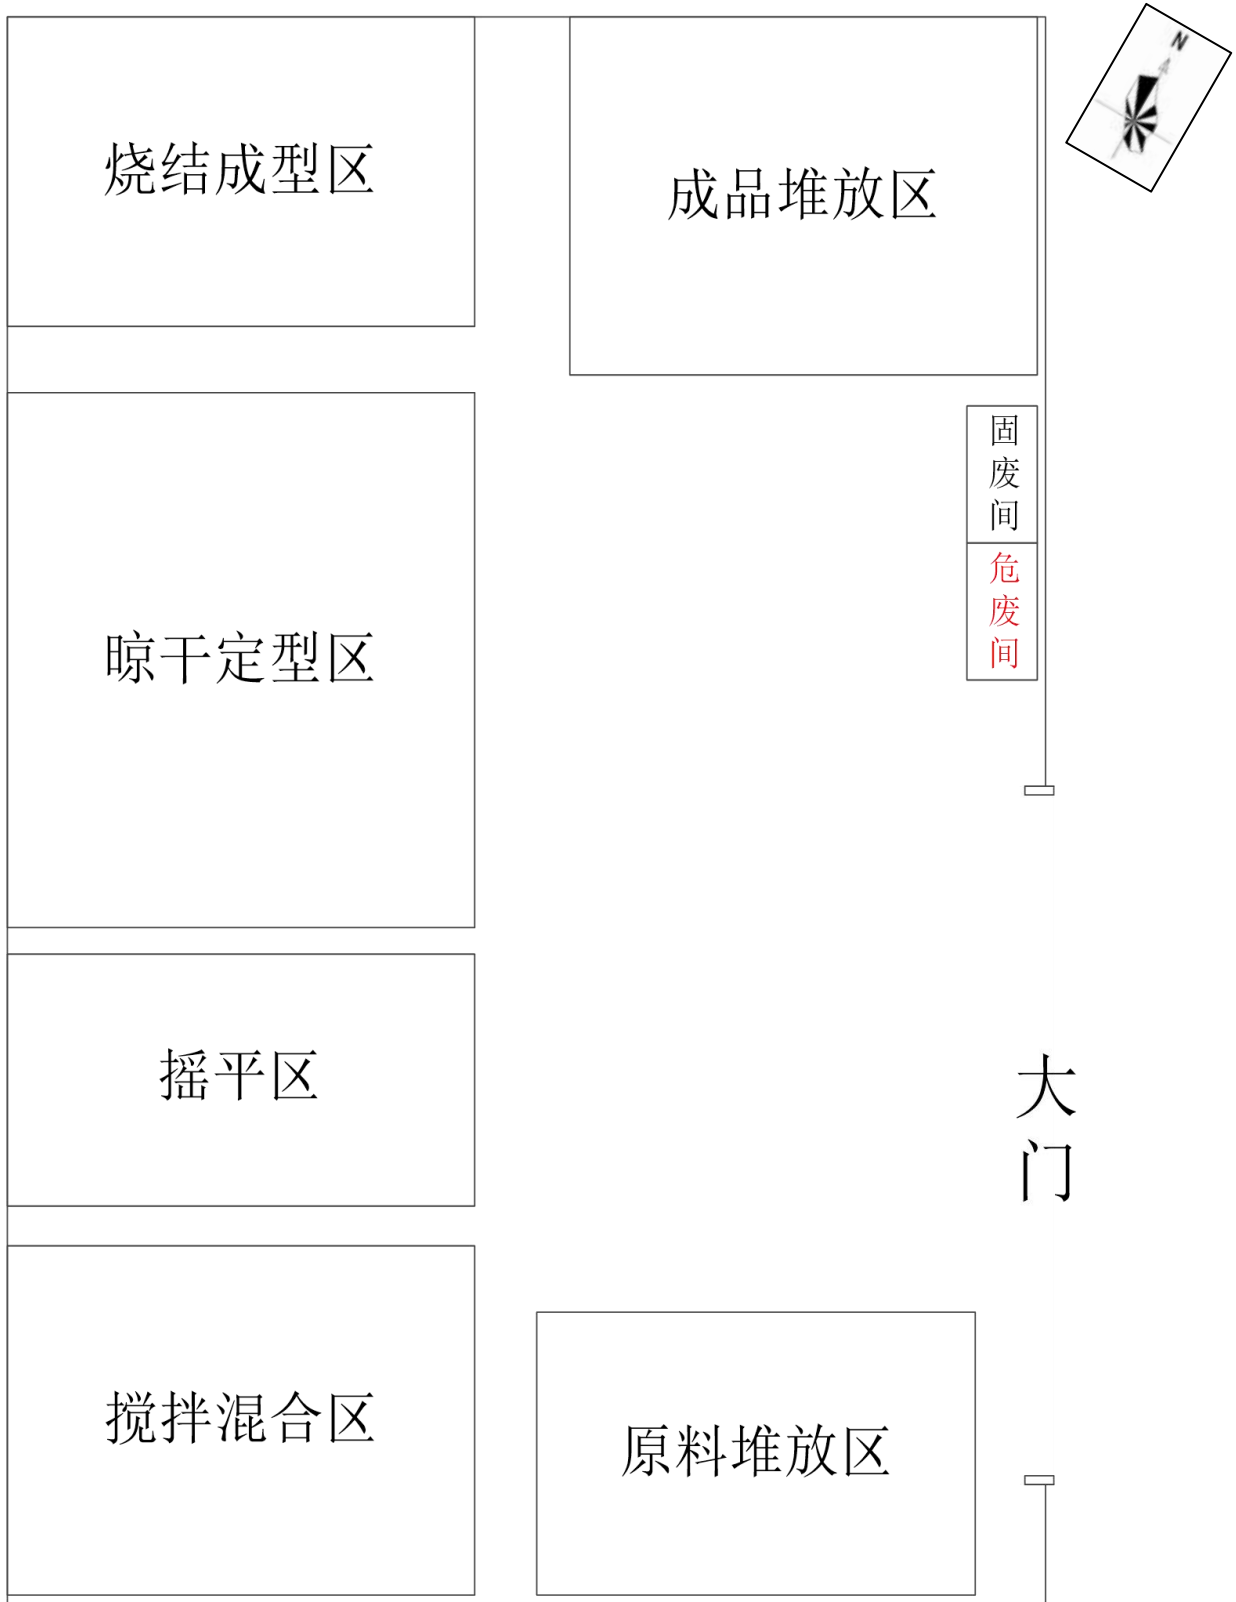 N
烧结成型区
成品堆放区
固废间
危废间
晾干定型区
摇平区
大门
搅拌混合区
原料堆放区